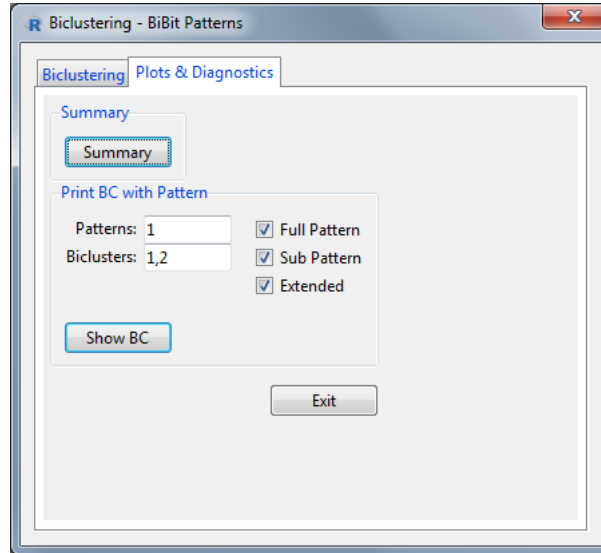 R Biclustering - BiBit Patterns
Biclustering Plots & Diagnostics
Summary
Summary
Print BC with Pattern
Patterns: 1 Full Pattern
Biclusters: 1,2 Sub Pattern
Extended
Show BC
Exit